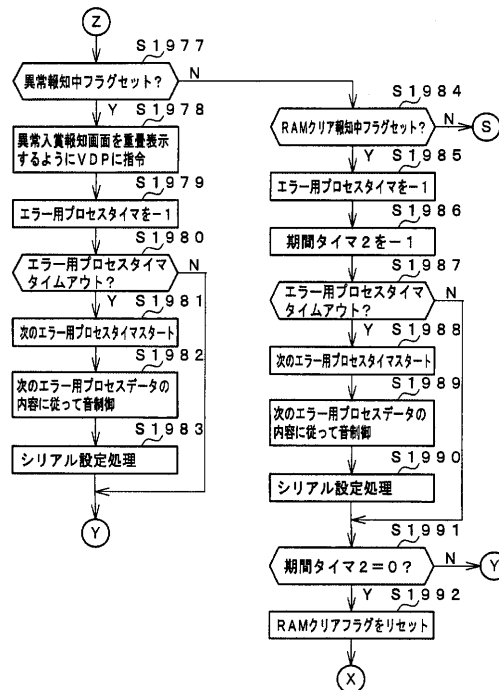 Z
S1977
異常報知中フラグセット？
N
Y
S1978
異常入賞報知画面を重畳表示
するようにVDPに指令
S1979
エラー用プロセスタイマを－1
S1980
エラー用プロセスタイマ
タイムアウト？
N
Y
S1981
次のエラー用プロセスタイマスタート
S1982
次のエラー用プロセスデータの
内容に従って音制御
S1983
シリアル設定処理
Y
S1984
RAMクリア報知中フラグセット？
N
S
Y
S1985
エラー用プロセスタイマを－1
S1986
期間タイマ2を－1
S1987
エラー用プロセスタイマ
タイムアウト？
N
Y
S1988
次のエラー用プロセスタイマスタート
S1989
次のエラー用プロセスデータの
内容に従って音制御
S1990
シリアル設定処理
S1991
期間タイマ2＝0？
N
Y
Y
S1992
RAMクリアフラグをリセット
X